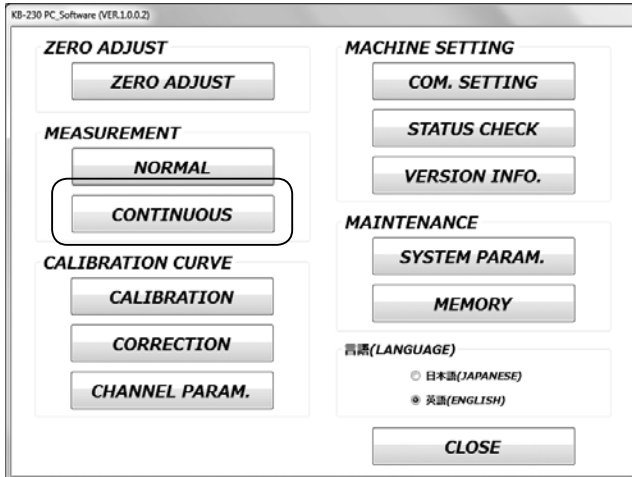 KB-230 PC_Software (VER.1.0.0.2)
ZERO ADJUST
ZERO ADJUST
MEASUREMENT
NORMAL
CONTINUOUS
CALIBRATION CURVE
CALIBRATION
CORRECTION
CHANNEL PARAM.
MACHINE SETTING
COM. SETTING
STATUS CHECK
VERSION INFO.
MAINTENANCE
SYSTEM PARAM.
MEMORY
言語(LANGUAGE)
日本語(JAPANESE)
英語(ENGLISH)
CLOSE